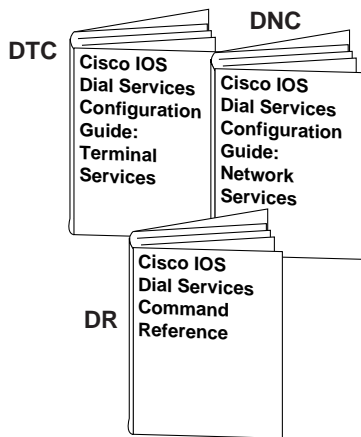 DTC
Cisco IOS
Dial Services
Configuration
Guide:
Terminal
Services
DNC
Cisco IOS
Dial Services
Configuration
Guide:
Network
Services
DR
Cisco IOS
Dial Services
Command
Reference